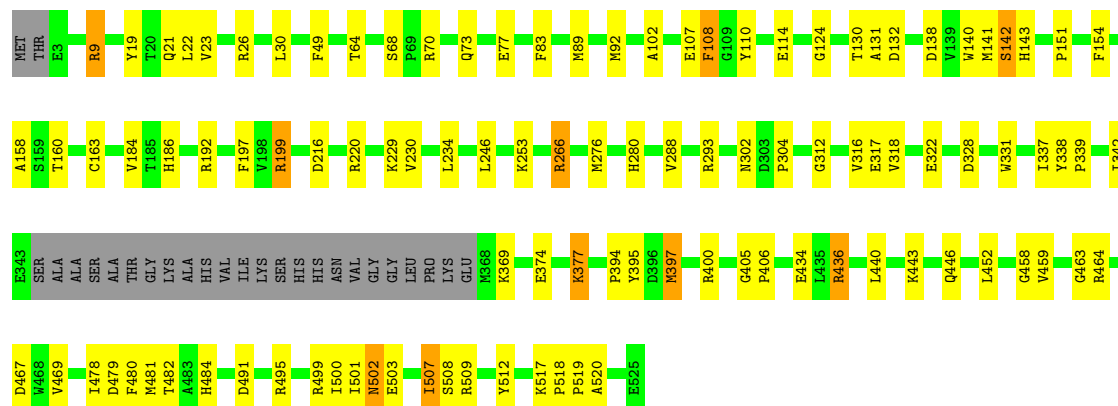 MET THR E3 R9 Y19 T20 Q21 L22 V23 R26 L30 F49 T64 S68 P69 R70 Q73 E77 F83 M89 M92 A102 E107 F108 G109 Y110 E114 G124 T130 A131 D132 D138 V139 W140 M141 S142 H143 P151 F154
A158 S159 T160 C163 V184 T185 H186 R192 F197 V198 R199 D216 R220 K229 V230 L234 L246 K253 R266 M276 H280 V288 R293 N302 D303 P304 G312 V316 E317 V318 E322 D328 W331 I337 Y338 P339 I342
E343 SER ALA ALA SER ALA THR GLY LYS ALA HIS VAL ILE LYS SER HIS HIS ASN VAL GLY GLY LEU PRO LYS GLU M368 K369 E374 K377 P394 Y395 D396 M397 R400 G405 P406 E434 L435 R436 L440 K443 Q446 L452 G458 V459 G463 R464
D467 W468 V469 I478 D479 F480 M481 T482 A483 H484 D491 R495 R499 I500 I501 N502 E503 I507 S508 R509 Y512 K517 P518 P519 A520 E525